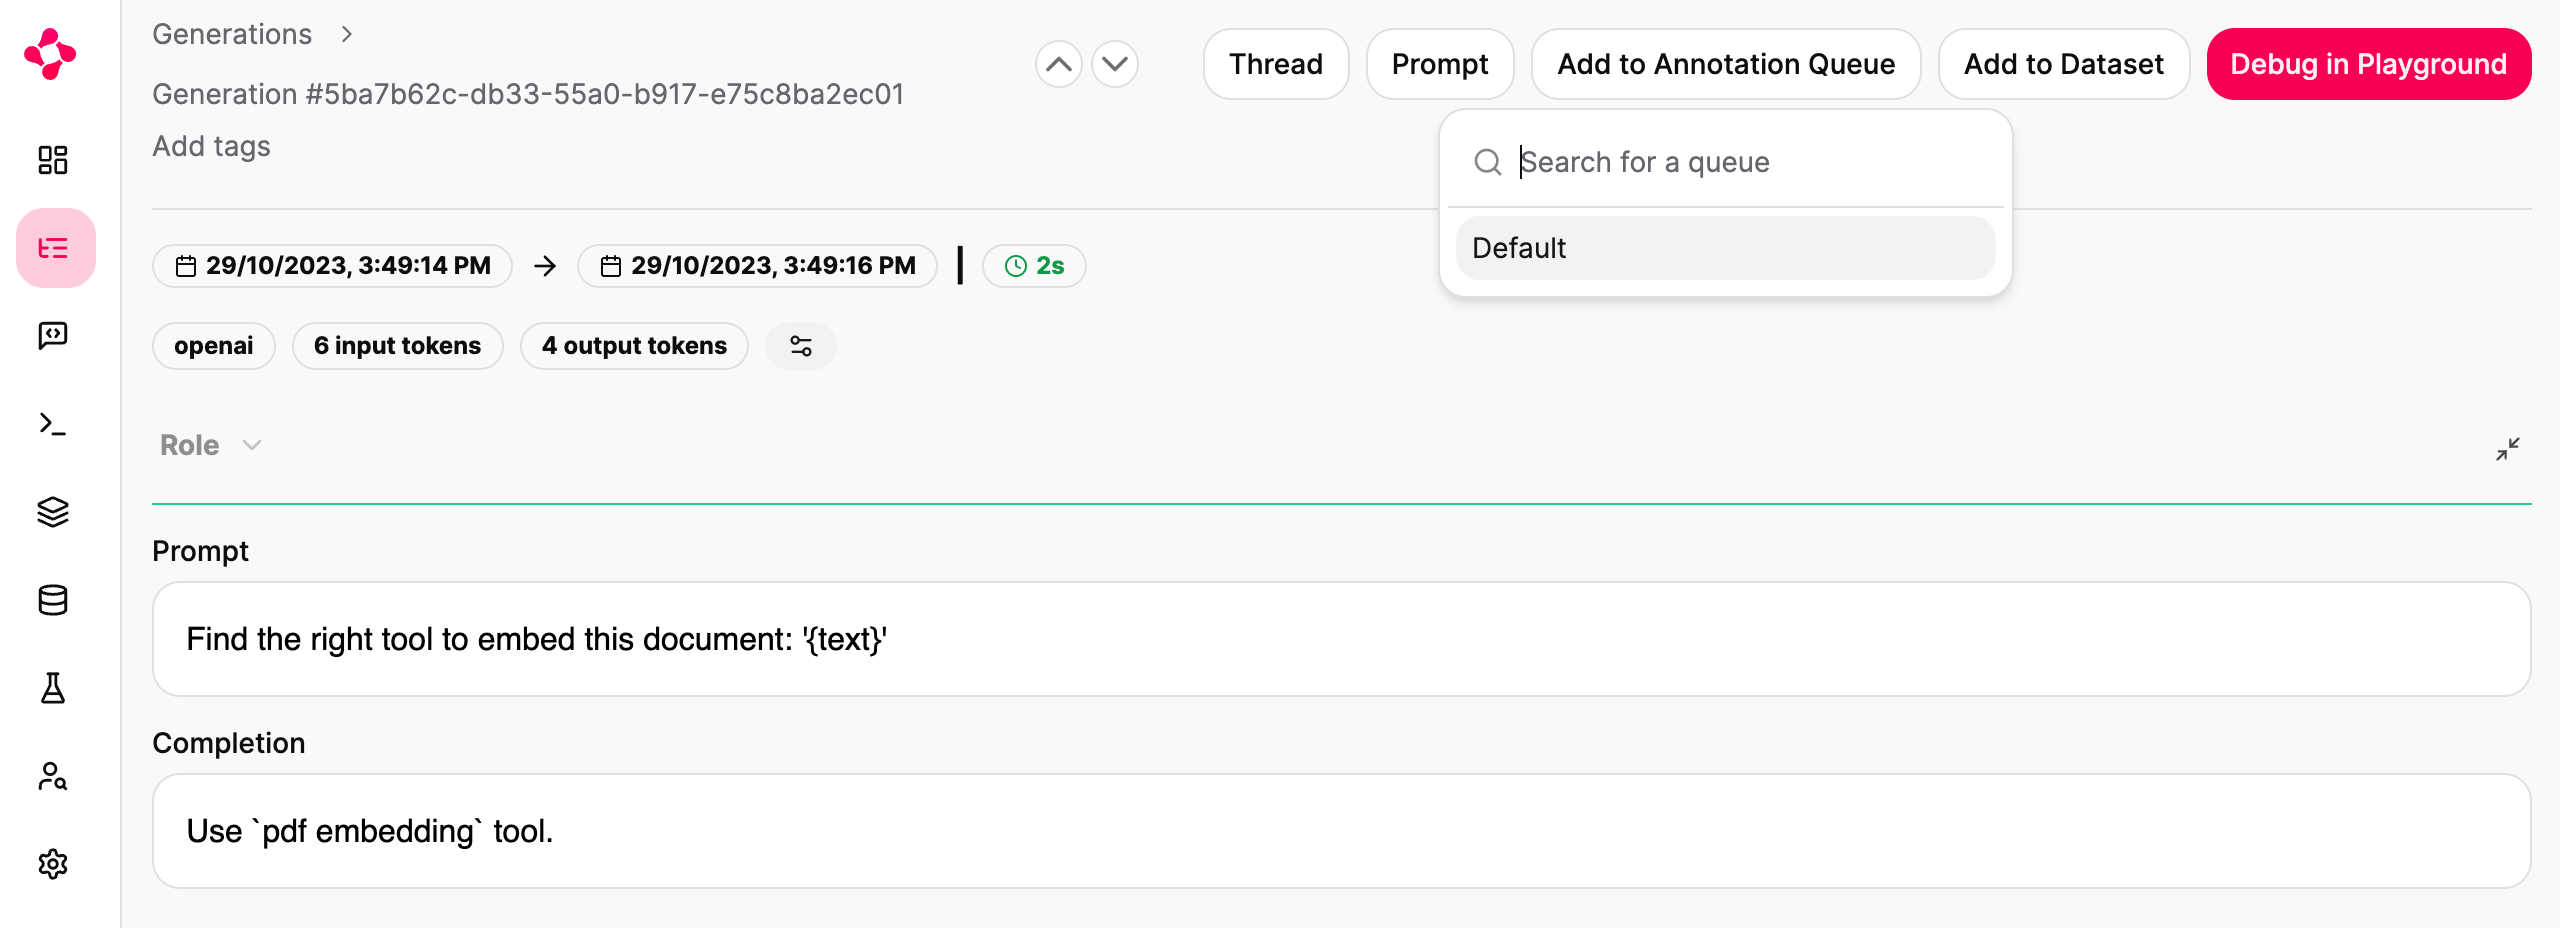 Generations
Generation #5ba7b62c-db33-55a0-b917-e75c8ba2ec01
Add tags
Thread
Prompt
Add to Annotation Queue
Add to Dataset
Debug in Playground
Search for a queue
Default
29/10/2023, 3:49:14 PM
29/10/2023, 3:49:16 PM
2s
openai
6 input tokens
4 output tokens
Role
Prompt
Find the right tool to embed this document: '{text}'
Completion
Use `pdf embedding` tool.